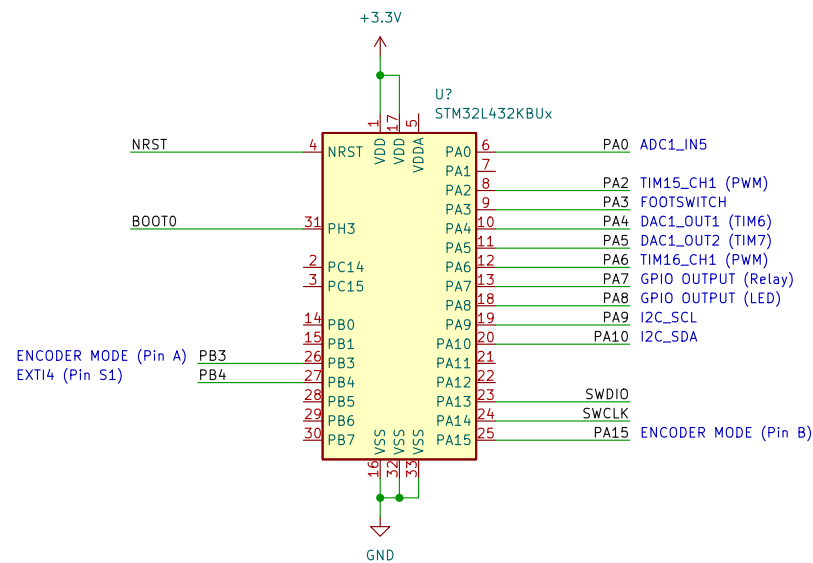 +3.3V
U?
STM32L432KBUx
1
17
5
VDD
VDD
VDDA
NRST 4 NRST
BOOT0 31 PH3
2 PC14
3 PC15
14 PB0
15 PB1
ENCODER MODE (Pin A) PB3 26 PB3
EXTI4 (Pin S1) PB4 27 PB4
28 PB5
29 PB6
30 PB7
PA0 6 PA0 ADC1_IN5
PA1 7
PA2 8 PA2 TIM15_CH1 (PWM)
PA3 9 PA3 FOOTSWITCH
PA4 10 PA4 DAC1_OUT1 (TIM6)
PA5 11 PA5 DAC1_OUT2 (TIM7)
PA6 12 PA6 TIM16_CH1 (PWM)
PA7 13 PA7 GPIO OUTPUT (Relay)
PA8 18 PA8 GPIO OUTPUT (LED)
PA9 19 PA9 I2C_SCL
PA10 20 PA10 I2C_SDA
PA11 21
PA12 22
PA13 23 SWDIO
PA14 24 SWCLK
PA15 25 PA15 ENCODER MODE (Pin B)
VSS
VSS
VSS
16
32
33
GND